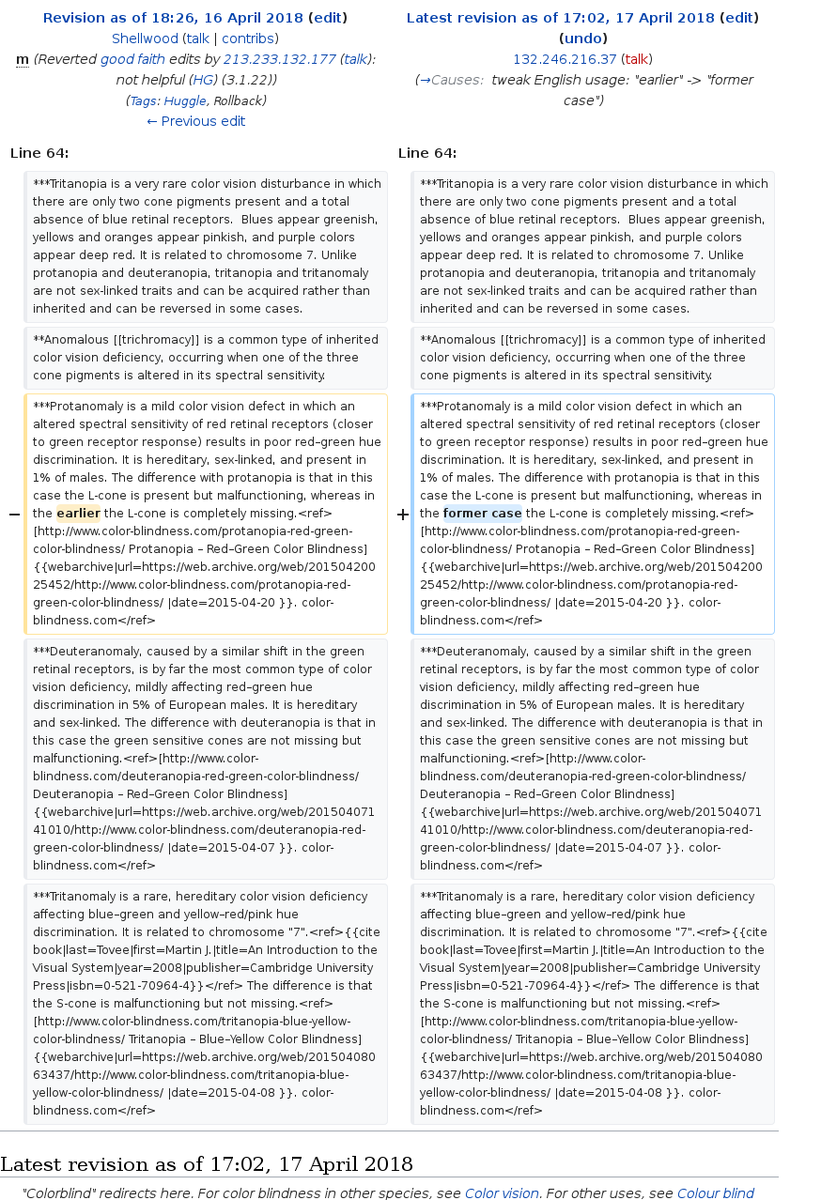 Revision as of 18:26, 16 April 2018 (edit)
Shellwood (talk | contribs)
m (Reverted good faith edits by 213.233.132.177 (talk):
not helpful (HG) (3.1.22))
(Tags: Huggle, Rollback)
← Previous edit
Latest revision as of 17:02, 17 April 2018 (edit)
(undo)
132.246.216.37 (talk)
(→Causes: tweak English usage: "earlier" -> "former
case")
Line 64:
Line 64:
***Tritanopia is a very rare color vision disturbance in which
there are only two cone pigments present and a total
absence of blue retinal receptors.  Blues appear greenish,
yellows and oranges appear pinkish, and purple colors
appear deep red. It is related to chromosome 7. Unlike
protanopia and deuteranopia, tritanopia and tritanomaly
are not sex-linked traits and can be acquired rather than
inherited and can be reversed in some cases.
***Tritanopia is a very rare color vision disturbance in which
there are only two cone pigments present and a total
absence of blue retinal receptors.  Blues appear greenish,
yellows and oranges appear pinkish, and purple colors
appear deep red. It is related to chromosome 7. Unlike
protanopia and deuteranopia, tritanopia and tritanomaly
are not sex-linked traits and can be acquired rather than
inherited and can be reversed in some cases.
**Anomalous [[trichromacy]] is a common type of inherited
color vision deficiency, occurring when one of the three
cone pigments is altered in its spectral sensitivity.
**Anomalous [[trichromacy]] is a common type of inherited
color vision deficiency, occurring when one of the three
cone pigments is altered in its spectral sensitivity.
***Protanomaly is a mild color vision defect in which an
altered spectral sensitivity of red retinal receptors (closer
to green receptor response) results in poor red–green hue
discrimination. It is hereditary, sex-linked, and present in
1% of males. The difference with protanopia is that in this
case the L-cone is present but malfunctioning, whereas in
− the earlier the L-cone is completely missing.<ref>
[http://www.color-blindness.com/protanopia-red-green-
color-blindness/ Protanopia – Red–Green Color Blindness]
{{webarchive|url=https://web.archive.org/web/201504200
25452/http://www.color-blindness.com/protanopia-red-
green-color-blindness/ |date=2015-04-20 }}. color-
blindness.com</ref>
***Protanomaly is a mild color vision defect in which an
altered spectral sensitivity of red retinal receptors (closer
to green receptor response) results in poor red–green hue
discrimination. It is hereditary, sex-linked, and present in
1% of males. The difference with protanopia is that in this
case the L-cone is present but malfunctioning, whereas in
+ the former case the L-cone is completely missing.<ref>
[http://www.color-blindness.com/protanopia-red-green-
color-blindness/ Protanopia – Red–Green Color Blindness]
{{webarchive|url=https://web.archive.org/web/201504200
25452/http://www.color-blindness.com/protanopia-red-
green-color-blindness/ |date=2015-04-20 }}. color-
blindness.com</ref>
***Deuteranomaly, caused by a similar shift in the green
retinal receptors, is by far the most common type of color
vision deficiency, mildly affecting red–green hue
discrimination in 5% of European males. It is hereditary
and sex-linked. The difference with deuteranopia is that in
this case the green sensitive cones are not missing but
malfunctioning.<ref>[http://www.color-
blindness.com/deuteranopia-red-green-color-blindness/
Deuteranopia – Red–Green Color Blindness]
{{webarchive|url=https://web.archive.org/web/201504071
41010/http://www.color-blindness.com/deuteranopia-red-
green-color-blindness/ |date=2015-04-07 }}. color-
blindness.com</ref>
***Deuteranomaly, caused by a similar shift in the green
retinal receptors, is by far the most common type of color
vision deficiency, mildly affecting red–green hue
discrimination in 5% of European males. It is hereditary
and sex-linked. The difference with deuteranopia is that in
this case the green sensitive cones are not missing but
malfunctioning.<ref>[http://www.color-
blindness.com/deuteranopia-red-green-color-blindness/
Deuteranopia – Red–Green Color Blindness]
{{webarchive|url=https://web.archive.org/web/201504071
41010/http://www.color-blindness.com/deuteranopia-red-
green-color-blindness/ |date=2015-04-07 }}. color-
blindness.com</ref>
***Tritanomaly is a rare, hereditary color vision deficiency
affecting blue–green and yellow–red/pink hue
discrimination. It is related to chromosome "7".<ref>{{cite
book|last=Tovee|first=Martin J.|title=An Introduction to the
Visual System|year=2008|publisher=Cambridge University
Press|isbn=0-521-70964-4}}</ref> The difference is that
the S-cone is malfunctioning but not missing.<ref>
[http://www.color-blindness.com/tritanopia-blue-yellow-
color-blindness/ Tritanopia – Blue–Yellow Color Blindness]
{{webarchive|url=https://web.archive.org/web/201504080
63437/http://www.color-blindness.com/tritanopia-blue-
yellow-color-blindness/ |date=2015-04-08 }}. color-
blindness.com</ref>
***Tritanomaly is a rare, hereditary color vision deficiency
affecting blue–green and yellow–red/pink hue
discrimination. It is related to chromosome "7".<ref>{{cite
book|last=Tovee|first=Martin J.|title=An Introduction to the
Visual System|year=2008|publisher=Cambridge University
Press|isbn=0-521-70964-4}}</ref> The difference is that
the S-cone is malfunctioning but not missing.<ref>
[http://www.color-blindness.com/tritanopia-blue-yellow-
color-blindness/ Tritanopia – Blue–Yellow Color Blindness]
{{webarchive|url=https://web.archive.org/web/201504080
63437/http://www.color-blindness.com/tritanopia-blue-
yellow-color-blindness/ |date=2015-04-08 }}. color-
blindness.com</ref>
Latest revision as of 17:02, 17 April 2018
"Colorblind" redirects here. For color blindness in other species, see Color vision. For other uses, see Colour blind